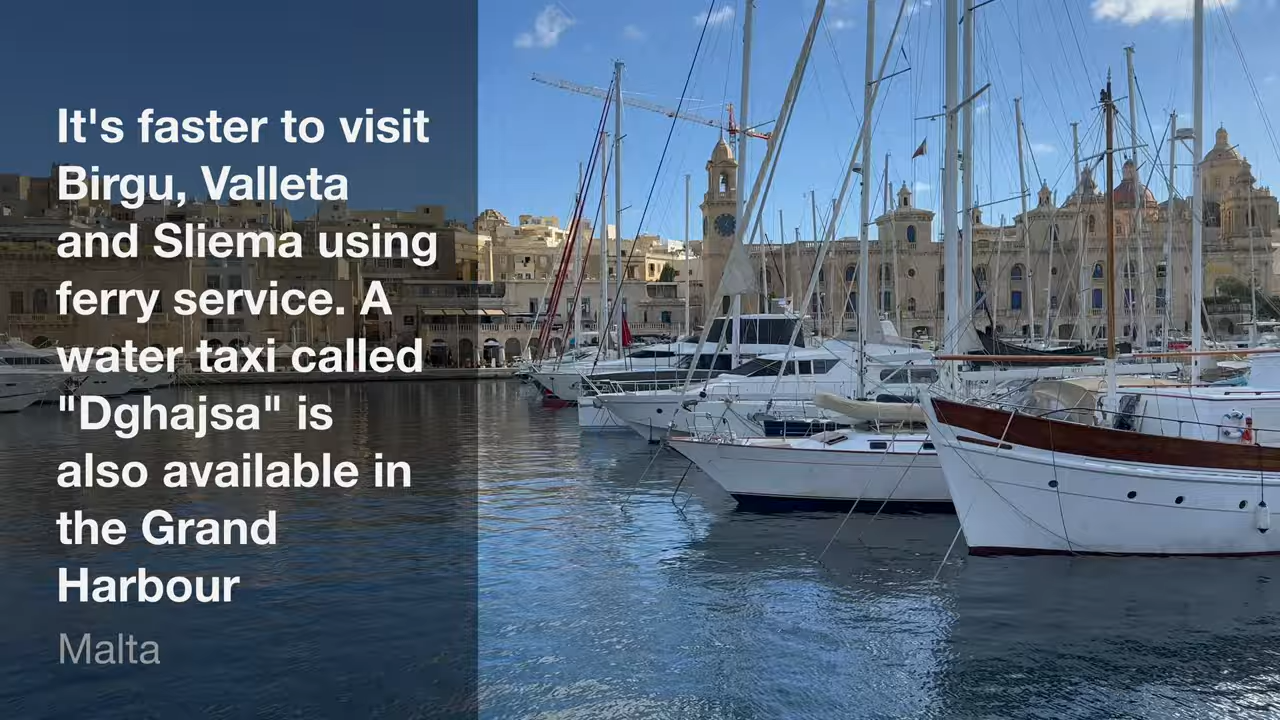 It's faster to visit
Birgu, Valleta
and Sliema using
ferry service. A
water taxi called
"Dghajsa" is
also available in
the Grand
Harbour
Malta